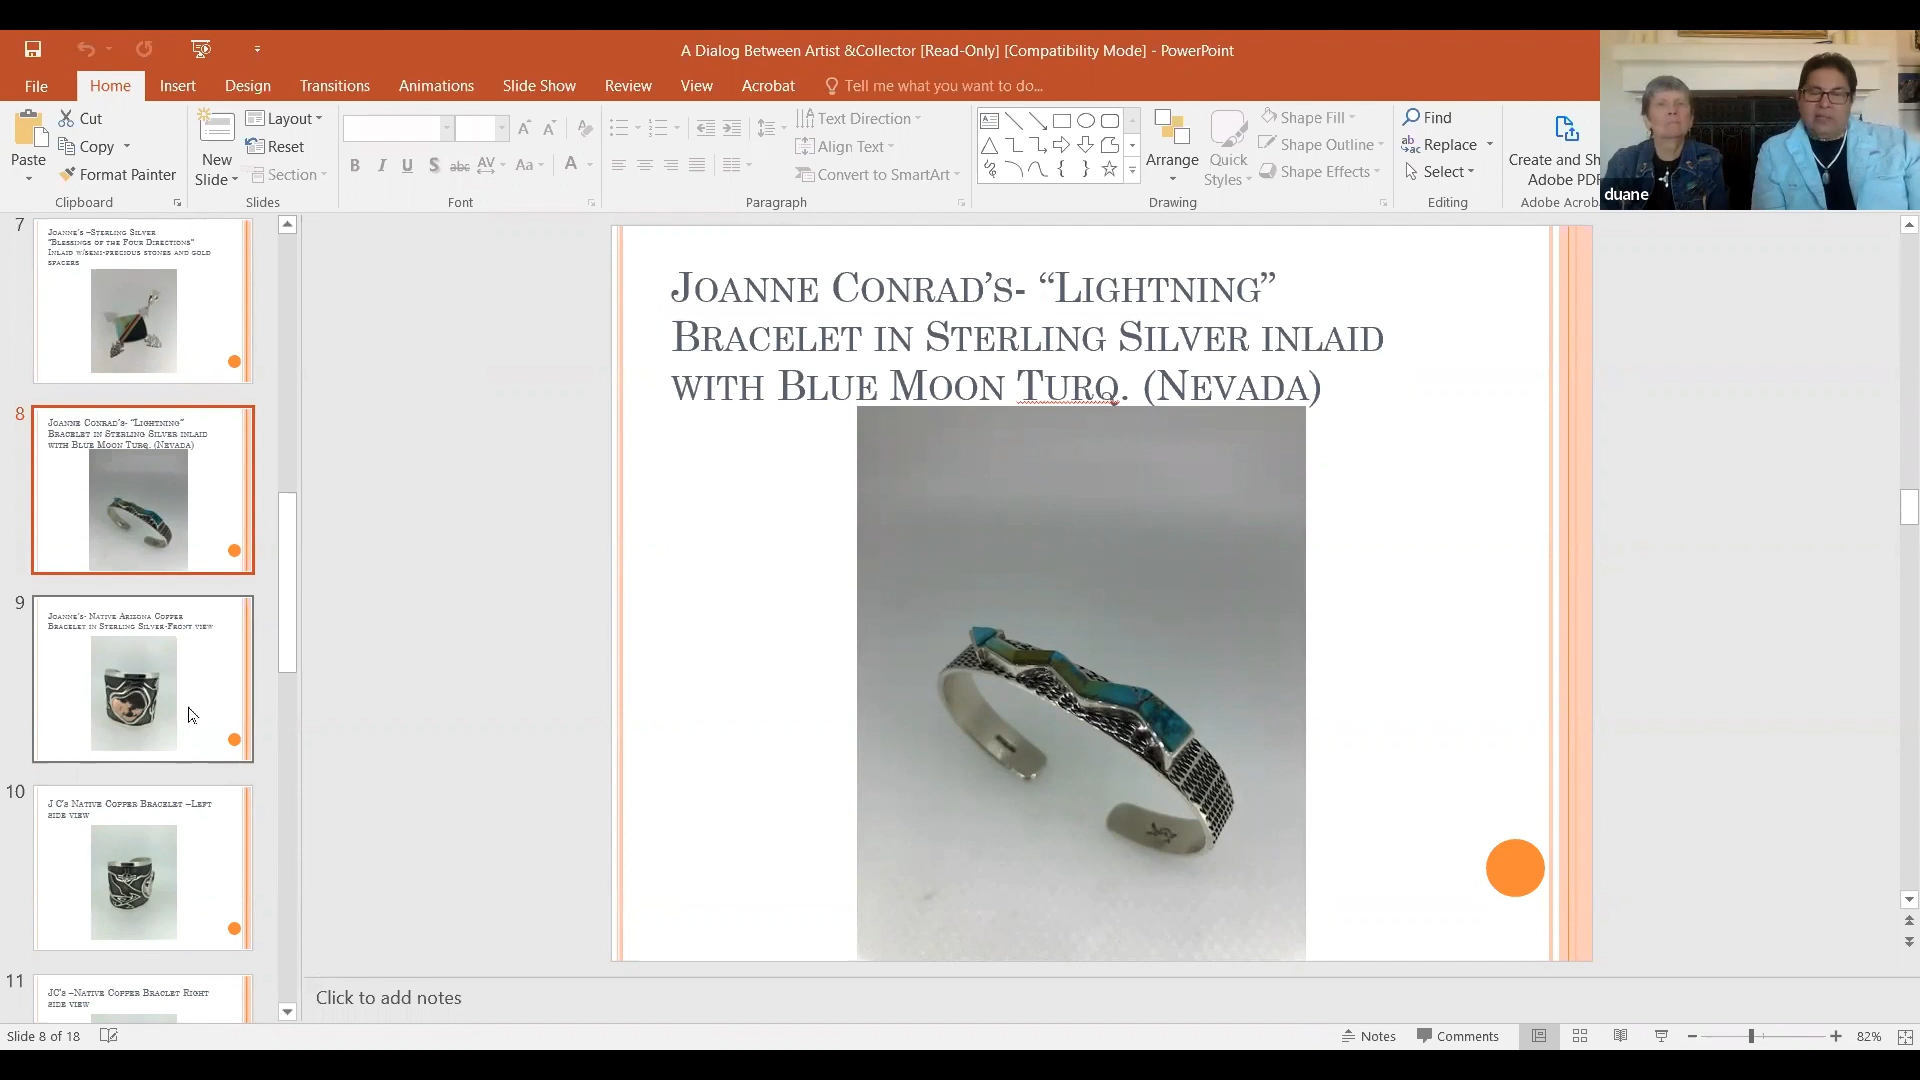 A Dialog Between Artist &Collector [Read-Only] [Compatibility Mode] - PowerPoint
File Home Insert Design Transitions Animations Slide Show Review View Acrobat Tell me what you want to do...
Paste
Cut
Copy
Format Painter
Clipboard
New
Slide
Layout
Reset
Section
Slides
B I U S abc AV Aa A
Font
Text Direction
Align Text
Convert to SmartArt
Paragraph
Arrange
Quick
Styles
Shape Fill
Shape Outline
Shape Effects
Drawing
Find
Replace
Select
Editing
Create and Sh
Adobe PDF
Adobe Acroba
duane
7
Joanne's –Sterling Silver
"Blessings of the Four Directions"
Inlaid w/semi-precious stones and gold
spacers
8
Joanne Conrad's- "Lightning"
Bracelet in Sterling Silver inlaid
with Blue Moon Turq. (Nevada)
9
Joanne's- Native Arizona Copper
Bracelet in Sterling Silver-Front view
10
J C's Native Copper Bracelet –Left
side view
11
JC's –Native Copper Braclet Right
side view
Joanne Conrad's- “Lightning”
Bracelet in Sterling Silver inlaid
with Blue Moon Turq. (Nevada)
Click to add notes
Slide 8 of 18
Notes Comments 82%